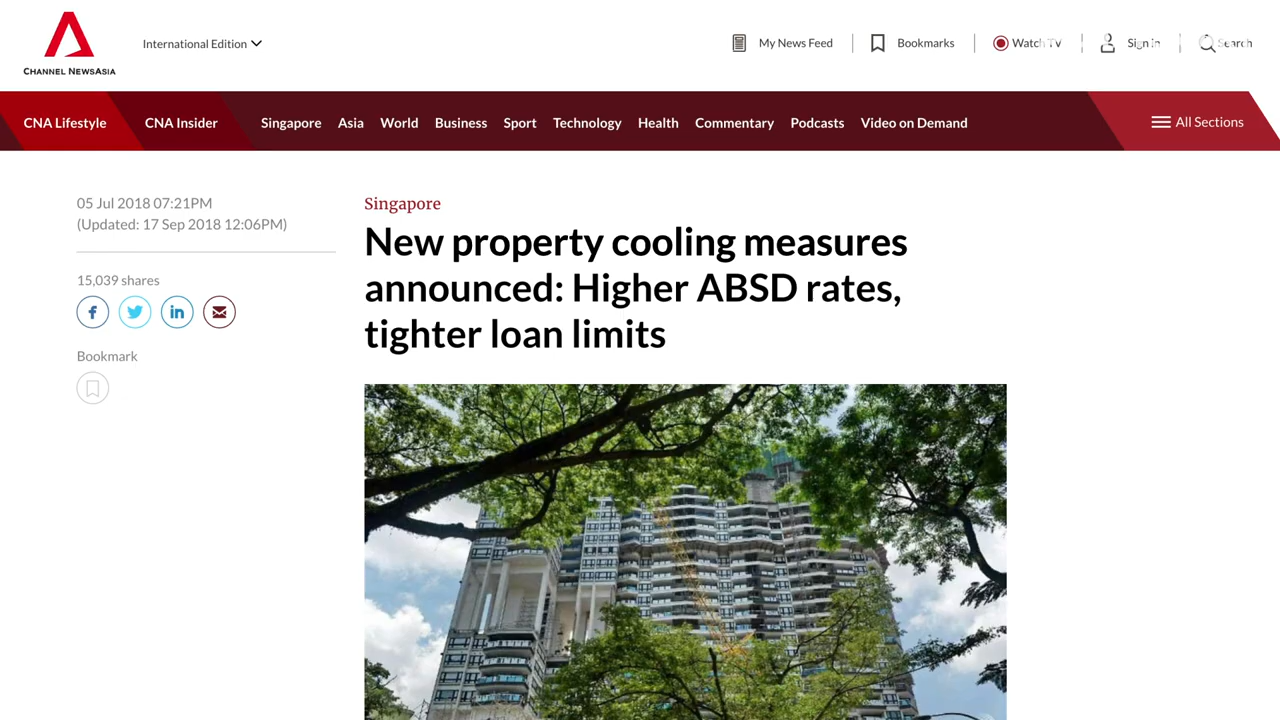 CHANNEL NEWSASIA
International Edition
My News Feed
Bookmarks
Watch TV
Sign in
Search
CNA Lifestyle
CNA Insider
Singapore
Asia
World
Business
Sport
Technology
Health
Commentary
Podcasts
Video on Demand
All Sections
05 Jul 2018 07:21PM
(Updated: 17 Sep 2018 12:06PM)
15,039 shares
Bookmark
Singapore
New property cooling measures
announced: Higher ABSD rates,
tighter loan limits